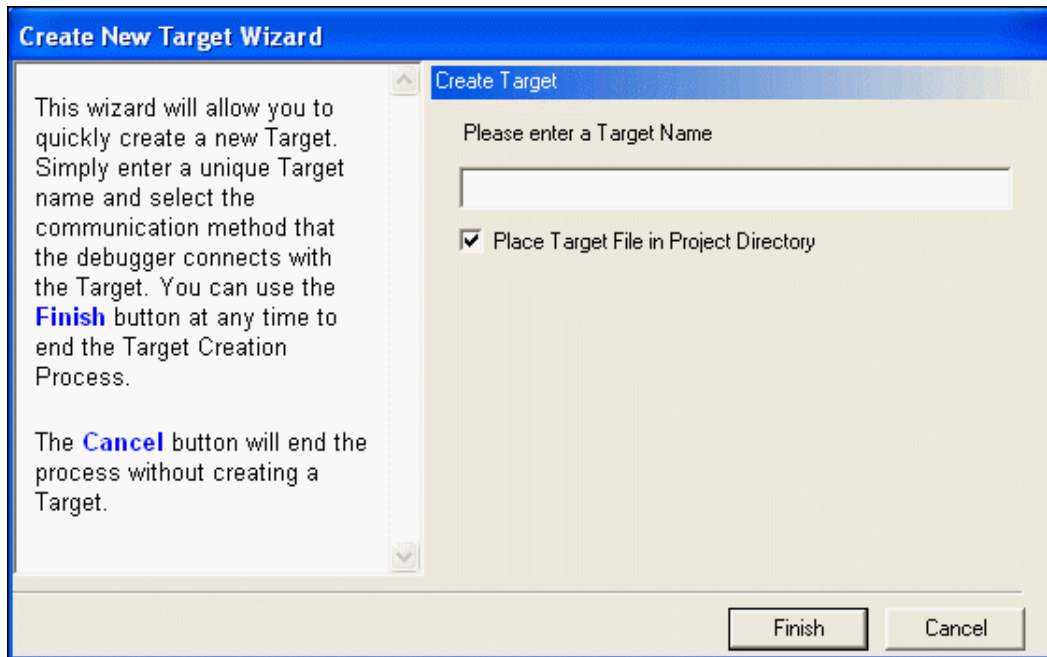 Create New Target Wizard
This wizard will allow you to
quickly create a new Target.
Simply enter a unique Target
name and select the
communication method that
the debugger connects with
the Target. You can use the
Finish button at any time to
end the Target Creation
Process.
The Cancel button will end the
process without creating a
Target.
Create Target
Please enter a Target Name
Place Target File in Project Directory
Finish
Cancel